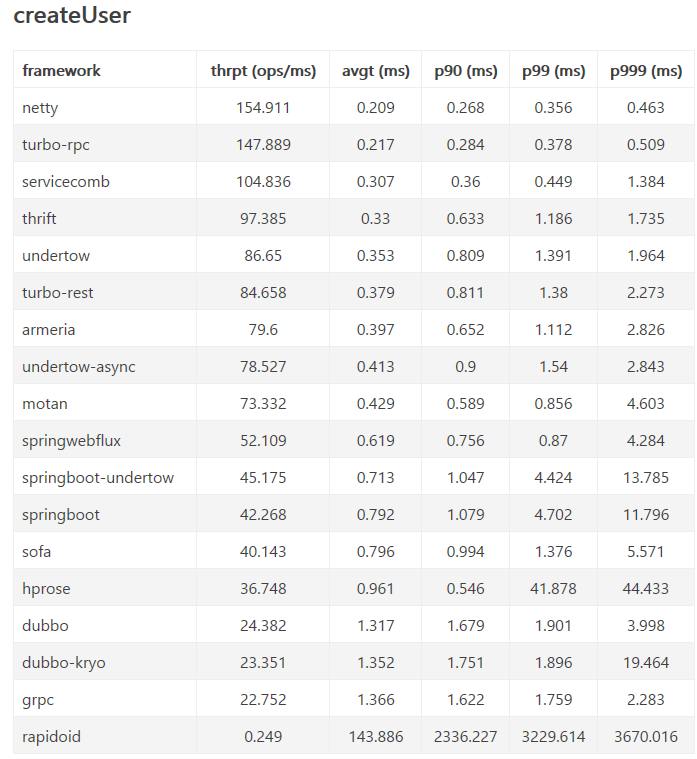 createUser
framework thrpt (ops/ms) avgt (ms) p90 (ms) p99 (ms) p999 (ms)
netty 154.911 0.209 0.268 0.356 0.463
turbo-rpc 147.889 0.217 0.284 0.378 0.509
servicecomb 104.836 0.307 0.36 0.449 1.384
thrift 97.385 0.33 0.633 1.186 1.735
undertow 86.65 0.353 0.809 1.391 1.964
turbo-rest 84.658 0.379 0.811 1.38 2.273
armeria 79.6 0.397 0.652 1.112 2.826
undertow-async 78.527 0.413 0.9 1.54 2.843
motan 73.332 0.429 0.589 0.856 4.603
springwebflux 52.109 0.619 0.756 0.87 4.284
springboot-undertow 45.175 0.713 1.047 4.424 13.785
springboot 42.268 0.792 1.079 4.702 11.796
sofa 40.143 0.796 0.994 1.376 5.571
hprose 36.748 0.961 0.546 41.878 44.433
dubbo 24.382 1.317 1.679 1.901 3.998
dubbo-kryo 23.351 1.352 1.751 1.896 19.464
grpc 22.752 1.366 1.622 1.759 2.283
rapidoid 0.249 143.886 2336.227 3229.614 3670.016